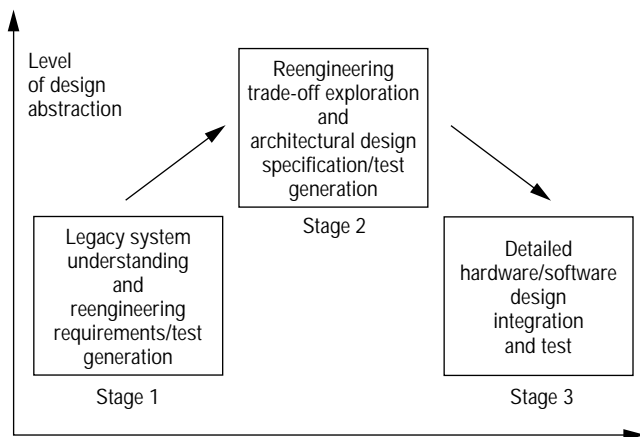 Level
of design
abstraction
Reengineering
trade-off exploration
and
architectural design
specification/test
generation
Stage 2
Legacy system
understanding
and
reengineering
requirements/test
generation
Stage 1
Detailed
hardware/software
design
integration
and test
Stage 3